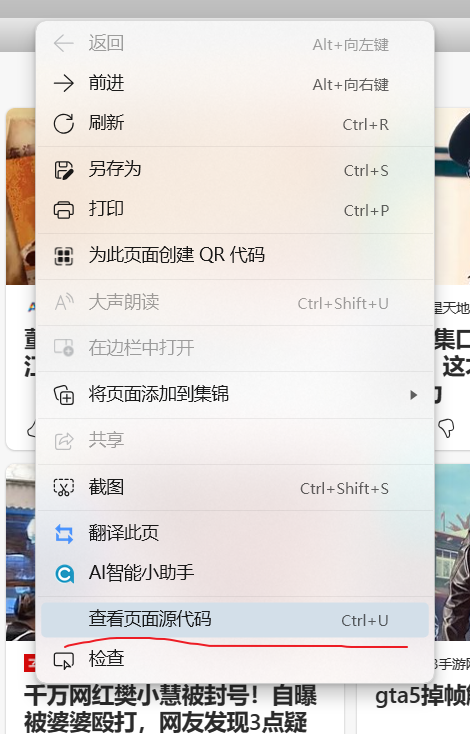 返回 Alt+向左键
前进 Alt+向右键
刷新 Ctrl+R
另存为 Ctrl+S
打印 Ctrl+P
为此页面创建 QR 代码
大声朗读 Ctrl+Shift+U
在边栏中打开
将页面添加到集锦
共享
截图 Ctrl+Shift+S
翻译此页
AI智能小助手
查看页面源代码 Ctrl+U
检查
星天地
集口
这
3手游网
千万网红樊小慧被封号！自曝
被婆婆殴打，网友发现3点疑
gta5掉帧